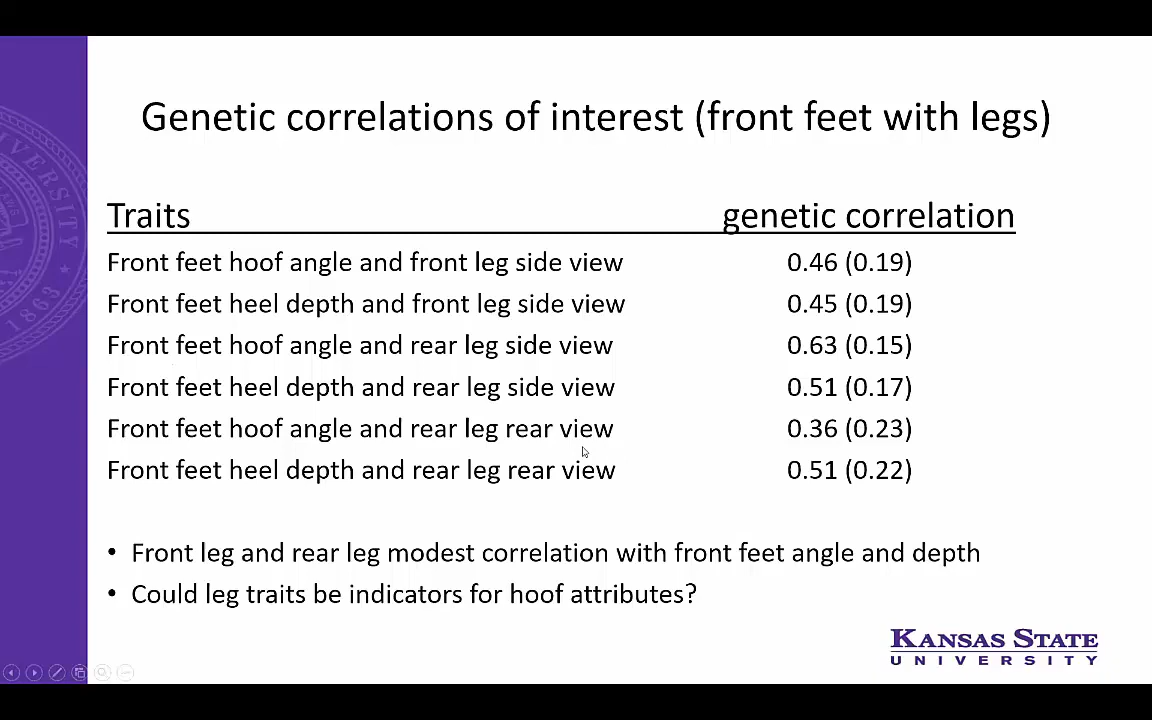 Genetic correlations of interest (front feet with legs)
Traits genetic correlation
Front feet hoof angle and front leg side view 0.46 (0.19)
Front feet heel depth and front leg side view 0.45 (0.19)
Front feet hoof angle and rear leg side view 0.63 (0.15)
Front feet heel depth and rear leg side view 0.51 (0.17)
Front feet hoof angle and rear leg rear view 0.36 (0.23)
Front feet heel depth and rear leg rear view 0.51 (0.22)
• Front leg and rear leg modest correlation with front feet angle and depth
• Could leg traits be indicators for hoof attributes?
KANSAS STATE
UNIVERSITY
VERSITY
1863